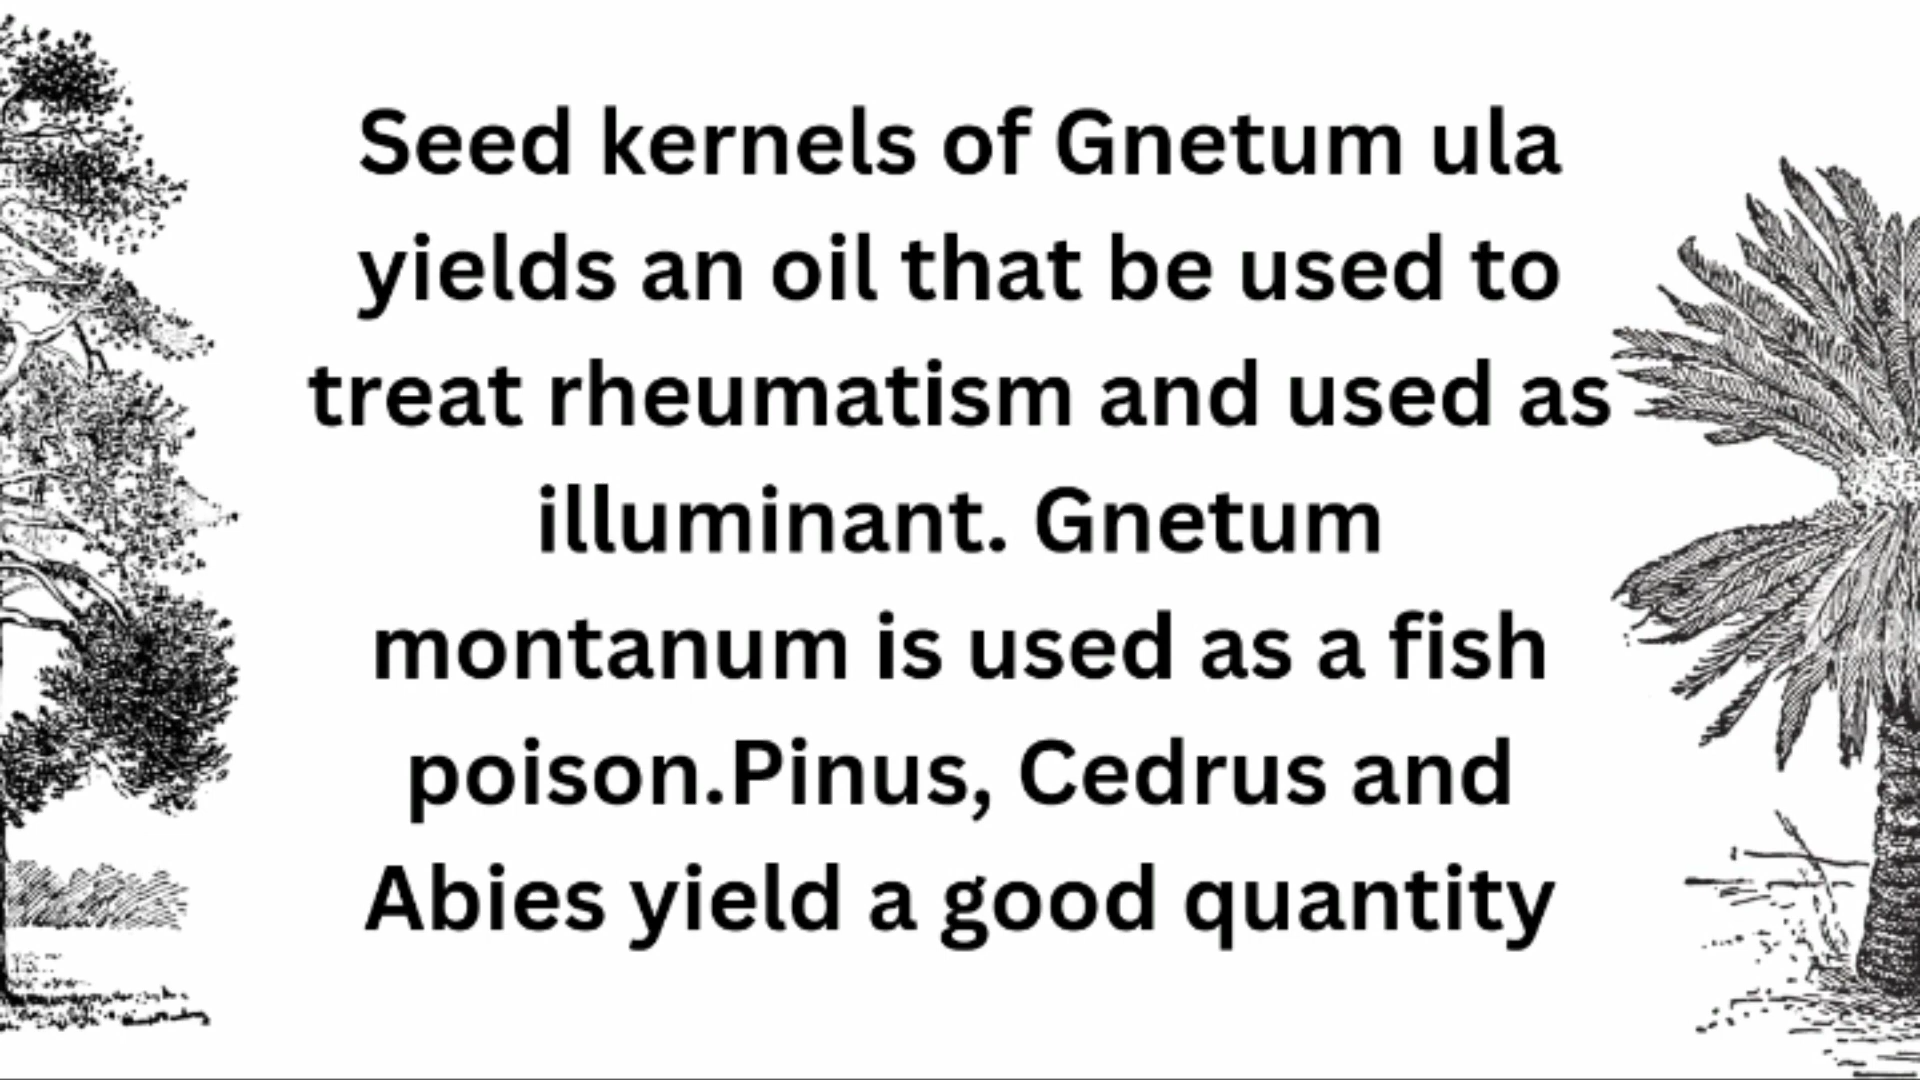 Seed kernels of Gnetum ula
yields an oil that be used to
treat rheumatism and used as
illuminant. Gnetum
montanum is used as a fish
poison.Pinus, Cedrus and
Abies yield a good quantity